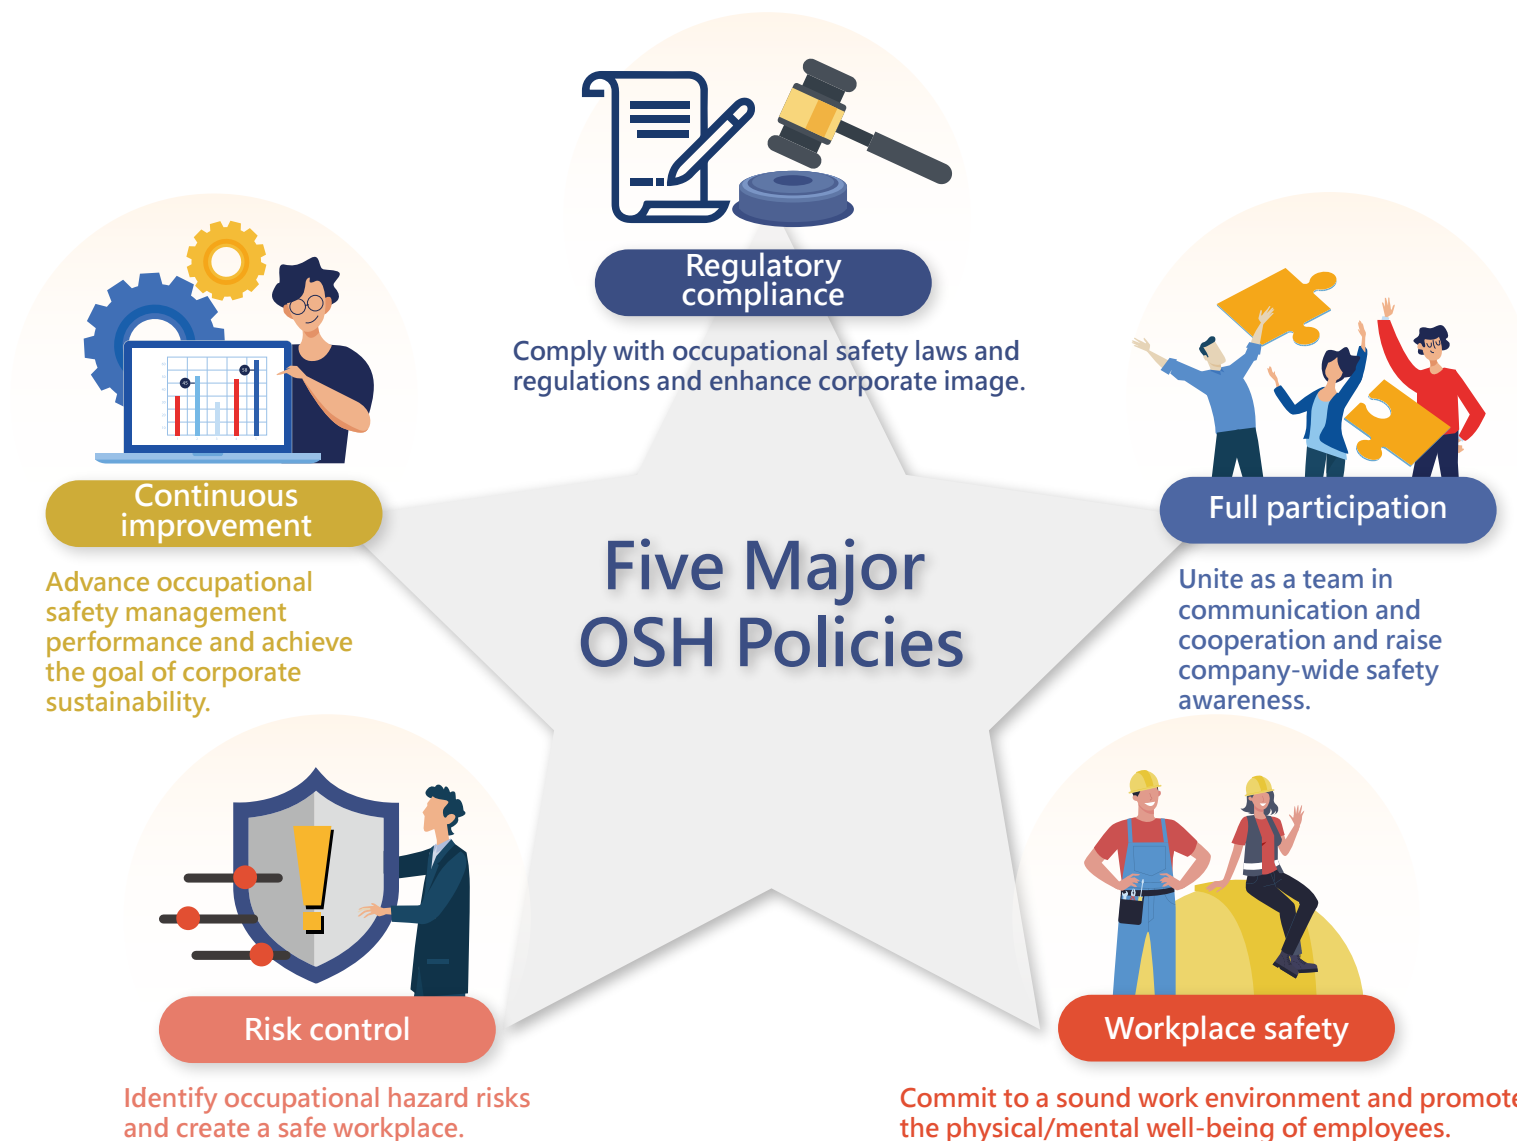 Regulatory
compliance
Comply with occupational safety laws and
regulations and enhance corporate image.
Continuous
improvement
Advance occupational
safety management
performance and achieve
the goal of corporate
sustainability.
Five Major
OSH Policies
Full participation
Unite as a team in
communication and
cooperation and raise
company-wide safety
awareness.
Risk control
Identify occupational hazard risks
and create a safe workplace.
Workplace safety
Commit to a sound work environment and promote
the physical/mental well-being of employees.